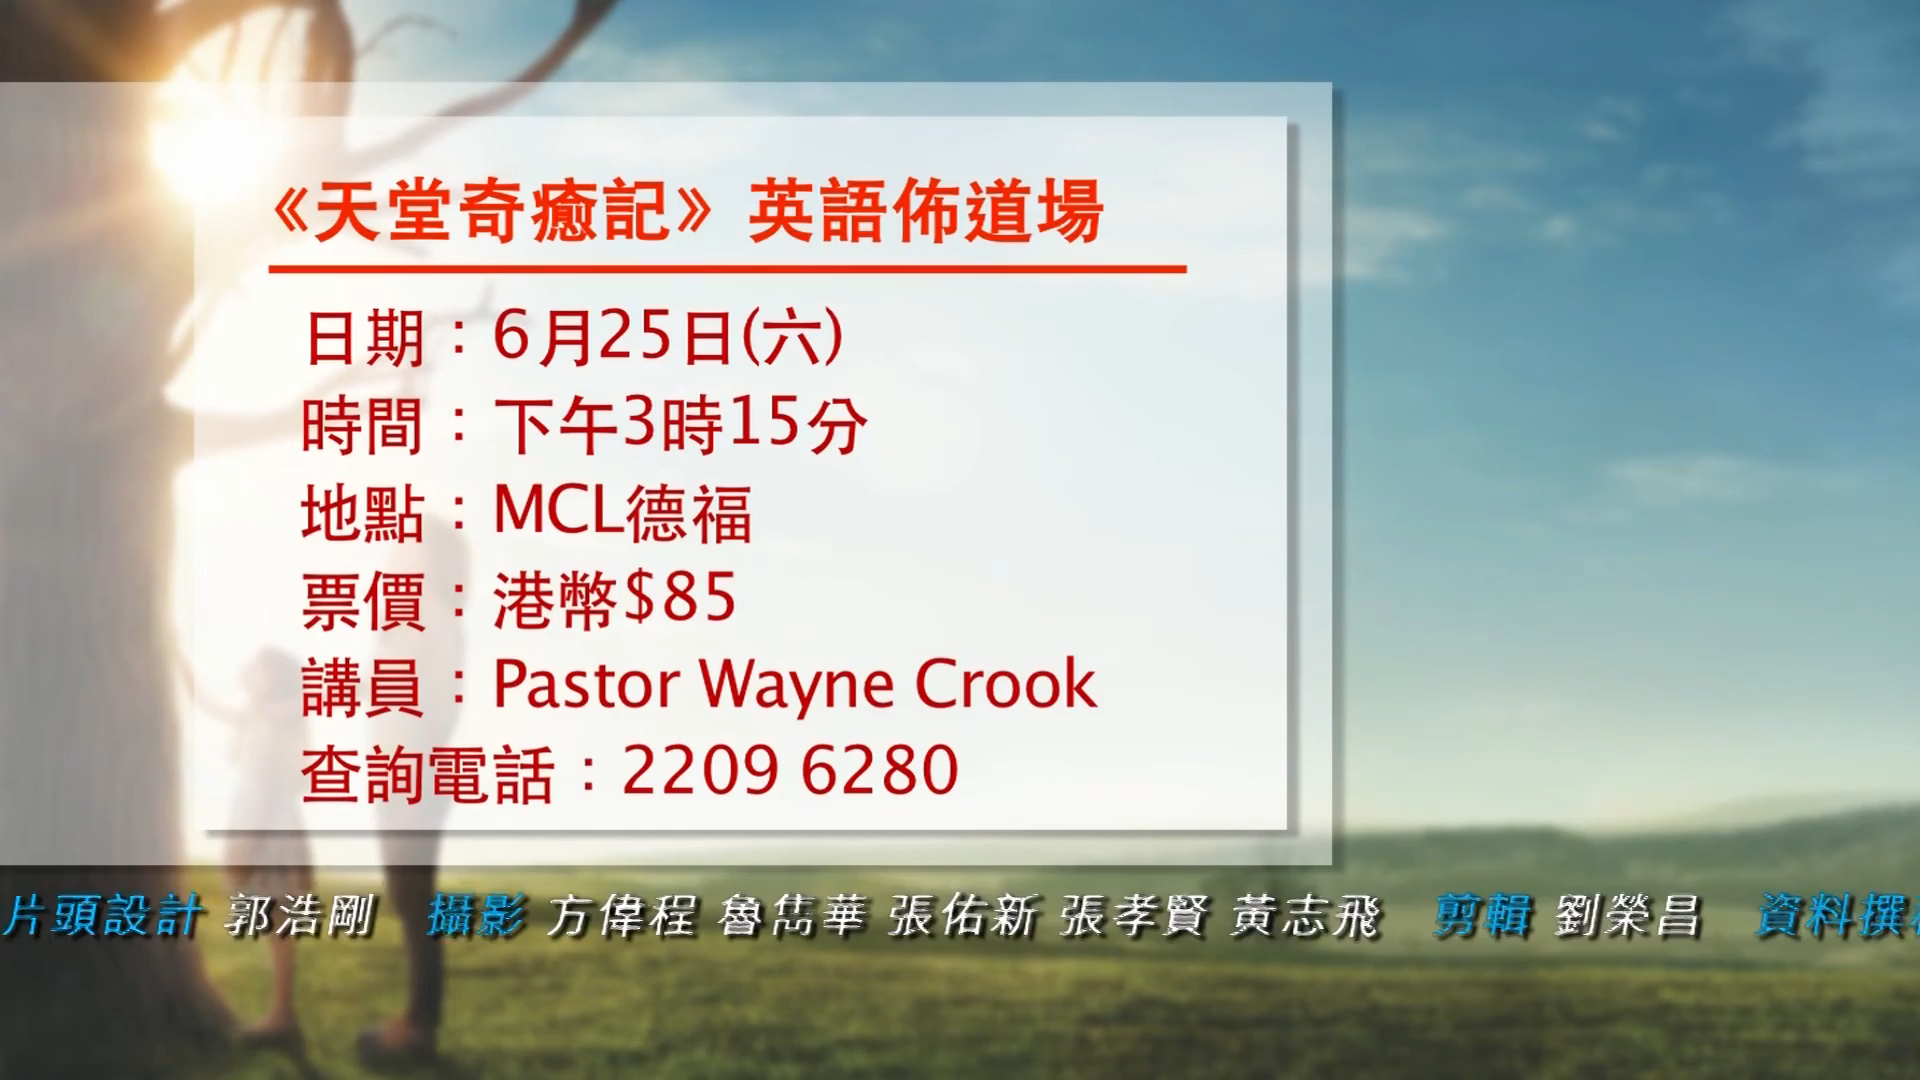 《天堂奇癒記》英語佈道場
日期：6月25日(六)
時間：下午3時15分
地點：MCL德福
票價：港幣$85
講員：Pastor Wayne Crook
查詢電話：2209 6280
片頭設計 郭浩剛 攝影 方偉程 魯雋華 張佑新 張孝賢 黃志飛 剪輯 劉榮昌 資料撰